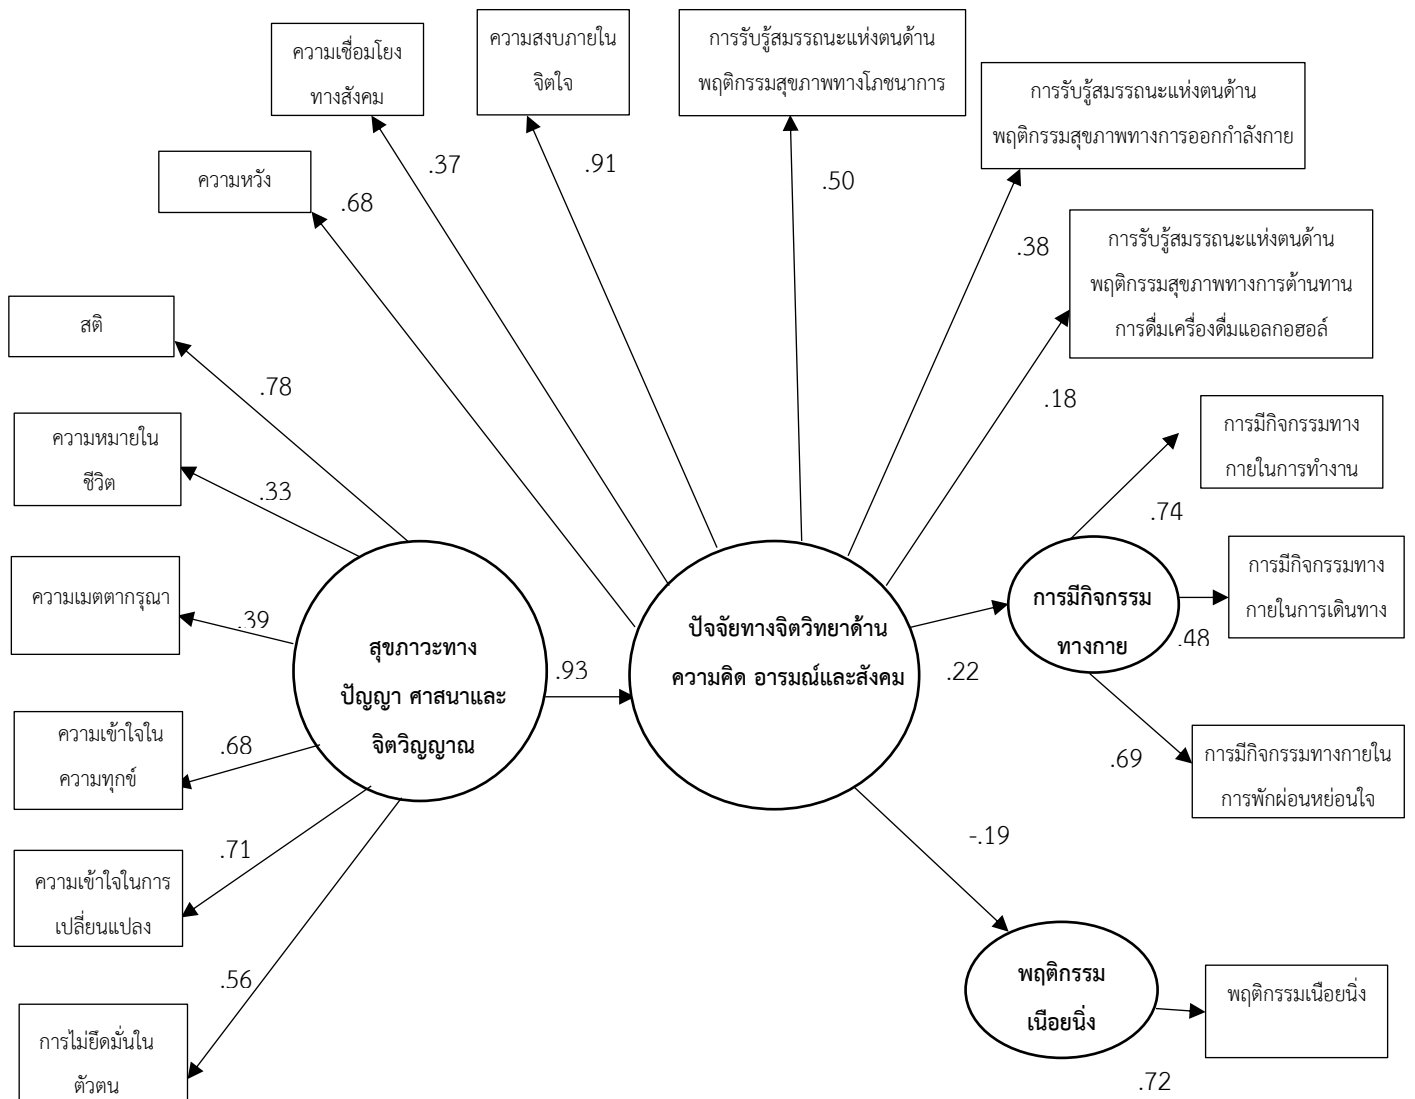 ความเชื่อมโยง
ทางสังคม
ความสงบภายใน
จิตใจ
การรับรู้สมรรถนะแห่งตนด้าน
พฤติกรรมสุขภาพทางโภชนาการ
การรับรู้สมรรถนะแห่งตนด้าน
พฤติกรรมสุขภาพทางการออกกำลังกาย
ความหวัง
.68
.37
.91
.50
.38
การรับรู้สมรรถนะแห่งตนด้าน
พฤติกรรมสุขภาพทางการต้านทาน
การดื่มเครื่องดื่มแอลกอฮอล์
.18
สติ
.78
ความหมายใน
ชีวิต
.33
ความเมตตากรุณา
.39
ความเข้าใจใน
ความทุกข์
.68
ความเข้าใจในการ
เปลี่ยนแปลง
.71
การไม่ยึดมั่นใน
ตัวตน
.56
สุขภาวะทาง
ปัญญา ศาสนาและ
จิตวิญญาณ
.93
ปัจจัยทางจิตวิทยาด้าน
ความคิด อารมณ์และสังคม
.22
-.19
การมีกิจกรรม
ทางกาย
.74
การมีกิจกรรมทาง
กายในการทำงาน
.48
การมีกิจกรรมทาง
กายในการเดินทาง
.69
การมีกิจกรรมทางกายใน
การพักผ่อนหย่อนใจ
พฤติกรรม
เนือยนิ่ง
พฤติกรรมเนือยนิ่ง
.72